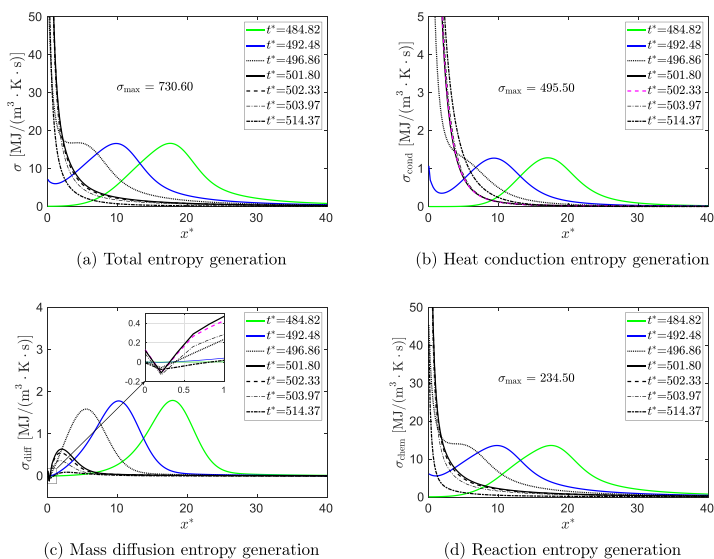 50
40
30
20
10
0
σ [MJ/(m³ · K · s)]
0 10 20 30 40
x*
σmax = 730.60
t*=484.82
t*=492.48
t*=496.86
t*=501.80
t*=502.33
t*=503.97
t*=514.37
(a) Total entropy generation
5
4
3
2
1
0
σcond [MJ/(m³ · K · s)]
0 10 20 30 40
x*
σmax = 495.50
t*=484.82
t*=492.48
t*=496.86
t*=501.80
t*=502.33
t*=503.97
t*=514.37
(b) Heat conduction entropy generation
4
3
2
1
0
σdiff [MJ/(m³ · K · s)]
0 10 20 30 40
x*
0.4
0.2
0
-0.2
0 0.5 1
t*=484.82
t*=492.48
t*=496.86
t*=501.80
t*=502.33
t*=503.97
t*=514.37
(c) Mass diffusion entropy generation
50
40
30
20
10
0
σchem [MJ/(m³ · K · s)]
0 10 20 30 40
x*
σmax = 234.50
t*=484.82
t*=492.48
t*=496.86
t*=501.80
t*=502.33
t*=503.97
t*=514.37
(d) Reaction entropy generation